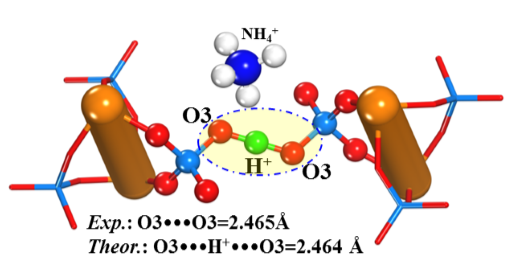 NH₄⁺
O3
H⁺
O3
Exp.: O3•••O3=2.465Å
Theor.: O3•••H⁺•••O3=2.464 Å